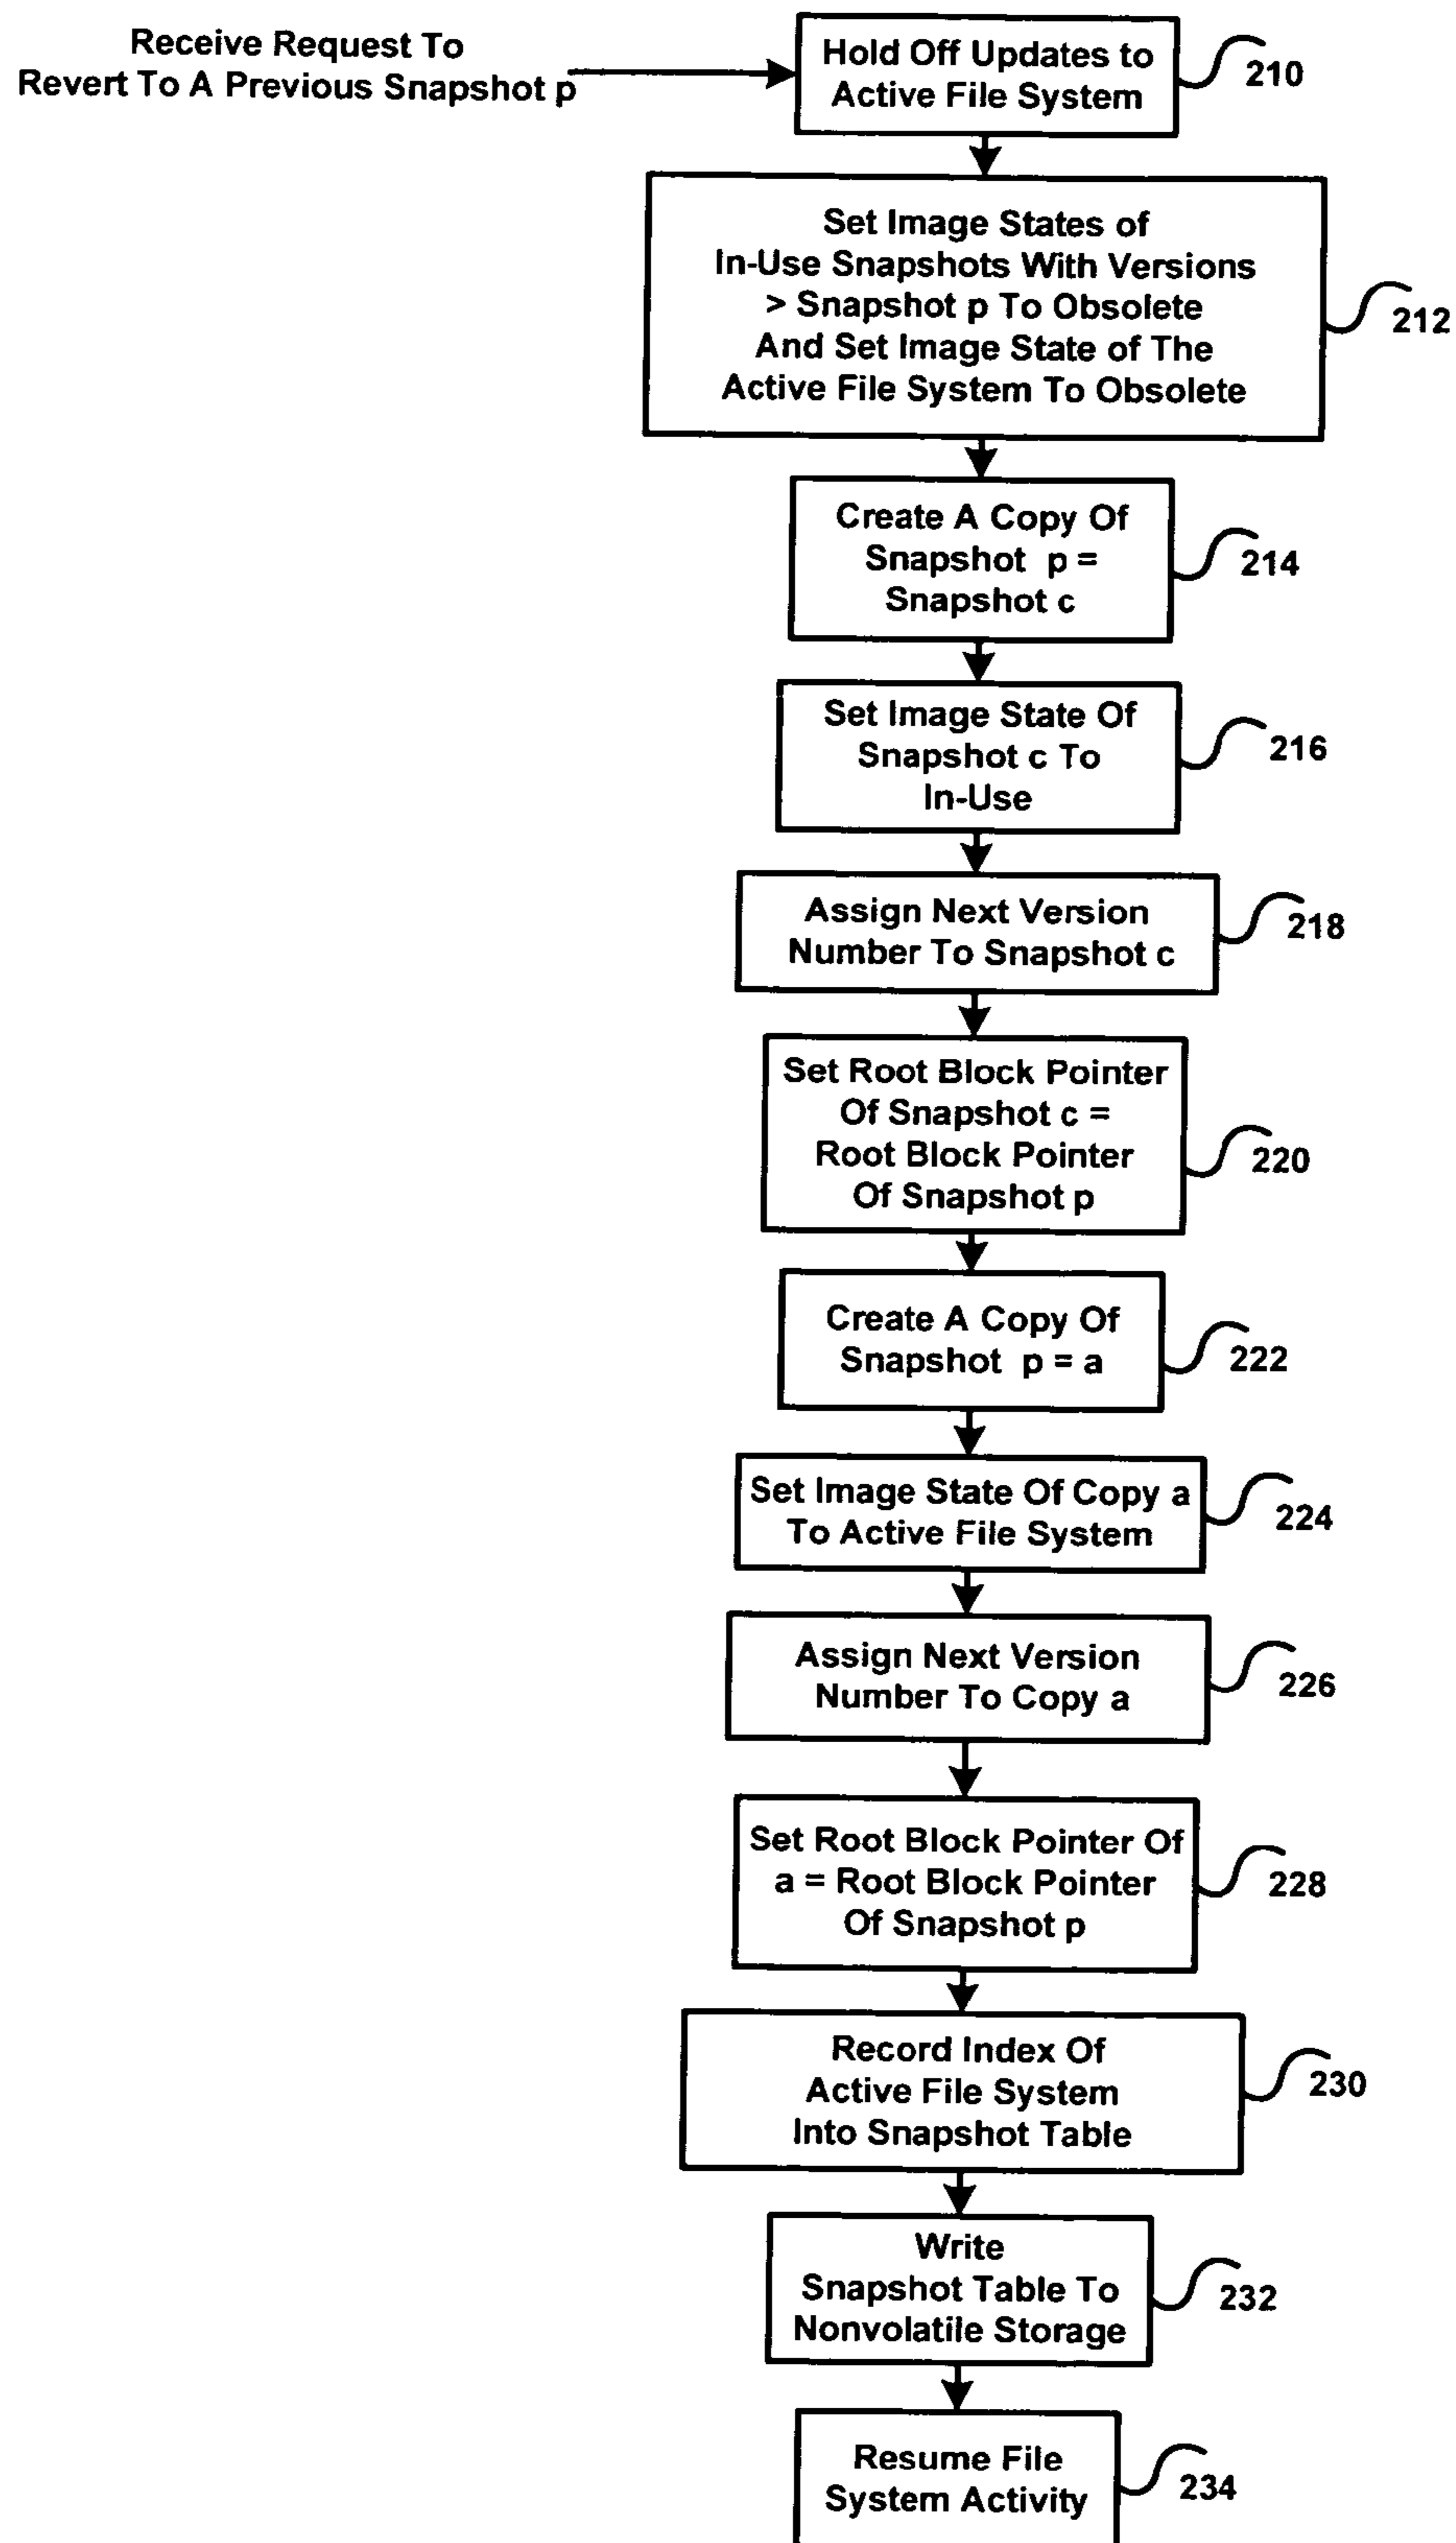 Receive Request To
Revert To A Previous Snapshot p
Hold Off Updates to
Active File System
210
Set Image States of
In-Use Snapshots With Versions
> Snapshot p To Obsolete
And Set Image State of The
Active File System To Obsolete
212
Create A Copy Of
Snapshot p =
Snapshot c
214
Set Image State Of
Snapshot c To
In-Use
216
Assign Next Version
Number To Snapshot c
218
Set Root Block Pointer
Of Snapshot c =
Root Block Pointer
Of Snapshot p
220
Create A Copy Of
Snapshot p = a
222
Set Image State Of Copy a
To Active File System
224
Assign Next Version
Number To Copy a
226
Set Root Block Pointer Of
a = Root Block Pointer
Of Snapshot p
228
Record Index Of
Active File System
Into Snapshot Table
230
Write
Snapshot Table To
Nonvolatile Storage
232
Resume File
System Activity
234